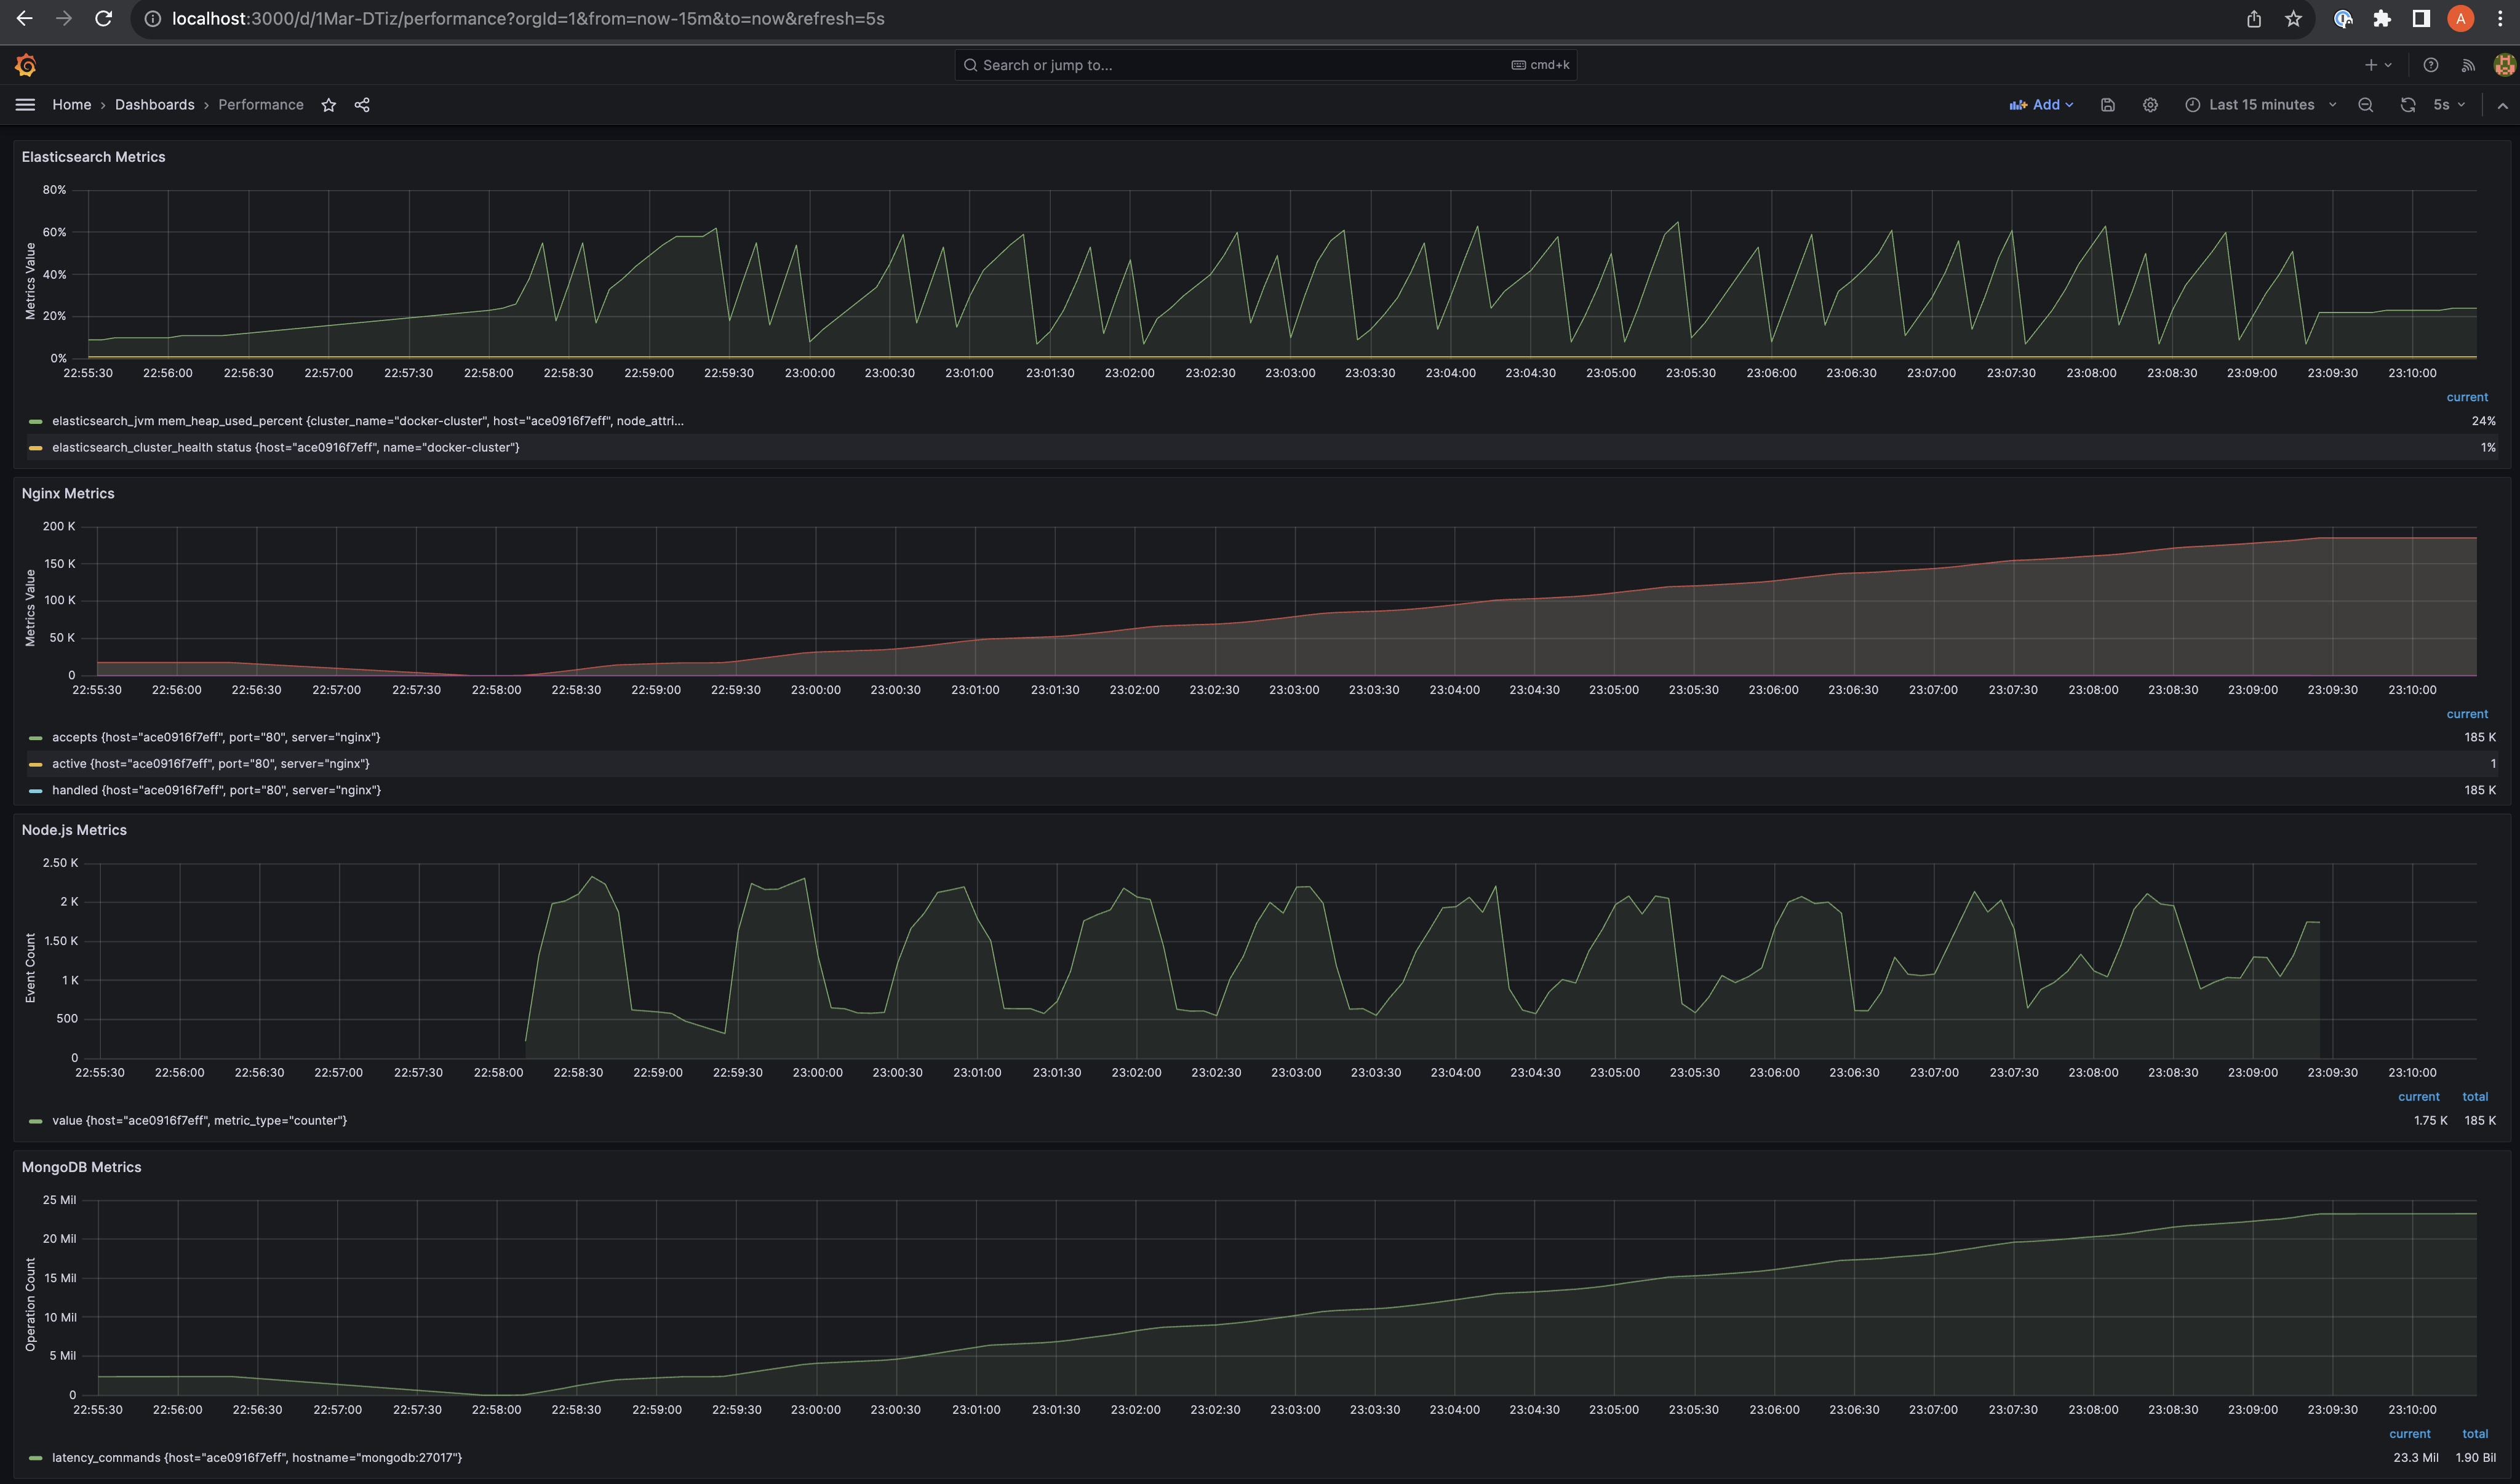 localhost:3000/d/1Mar-DTiz/performance?orgId=1&from=now-15m&to=now&refresh=5s
A
Search or jump to...
cmd+k
Home › Dashboards › Performance
Add
Last 15 minutes
5s
Elasticsearch Metrics
Metrics Value
80%
60%
40%
20%
0%
22:55:30 22:56:00 22:56:30 22:57:00 22:57:30 22:58:00 22:58:30 22:59:00 22:59:30 23:00:00 23:00:30 23:01:00 23:01:30 23:02:00 23:02:30 23:03:00 23:03:30 23:04:00 23:04:30 23:05:00 23:05:30 23:06:00 23:06:30 23:07:00 23:07:30 23:08:00 23:08:30 23:09:00 23:09:30 23:10:00
current
elasticsearch_jvm mem_heap_used_percent {cluster_name="docker-cluster", host="ace0916f7eff", node_attri... 24%
elasticsearch_cluster_health status {host="ace0916f7eff", name="docker-cluster"} 1%
Nginx Metrics
Metrics Value
200 K
150 K
100 K
50 K
0
22:55:30 22:56:00 22:56:30 22:57:00 22:57:30 22:58:00 22:58:30 22:59:00 22:59:30 23:00:00 23:00:30 23:01:00 23:01:30 23:02:00 23:02:30 23:03:00 23:03:30 23:04:00 23:04:30 23:05:00 23:05:30 23:06:00 23:06:30 23:07:00 23:07:30 23:08:00 23:08:30 23:09:00 23:09:30 23:10:00
current
accepts {host="ace0916f7eff", port="80", server="nginx"} 185 K
active {host="ace0916f7eff", port="80", server="nginx"} 1
handled {host="ace0916f7eff", port="80", server="nginx"} 185 K
Node.js Metrics
Event Count
2.50 K
2 K
1.50 K
1 K
500
0
22:55:30 22:56:00 22:56:30 22:57:00 22:57:30 22:58:00 22:58:30 22:59:00 22:59:30 23:00:00 23:00:30 23:01:00 23:01:30 23:02:00 23:02:30 23:03:00 23:03:30 23:04:00 23:04:30 23:05:00 23:05:30 23:06:00 23:06:30 23:07:00 23:07:30 23:08:00 23:08:30 23:09:00 23:09:30 23:10:00
current total
value {host="ace0916f7eff", metric_type="counter"} 1.75 K 185 K
MongoDB Metrics
Operation Count
25 Mil
20 Mil
15 Mil
10 Mil
5 Mil
0
22:55:30 22:56:00 22:56:30 22:57:00 22:57:30 22:58:00 22:58:30 22:59:00 22:59:30 23:00:00 23:00:30 23:01:00 23:01:30 23:02:00 23:02:30 23:03:00 23:03:30 23:04:00 23:04:30 23:05:00 23:05:30 23:06:00 23:06:30 23:07:00 23:07:30 23:08:00 23:08:30 23:09:00 23:09:30 23:10:00
current total
latency_commands {host="ace0916f7eff", hostname="mongodb:27017"} 23.3 Mil 1.90 Bil